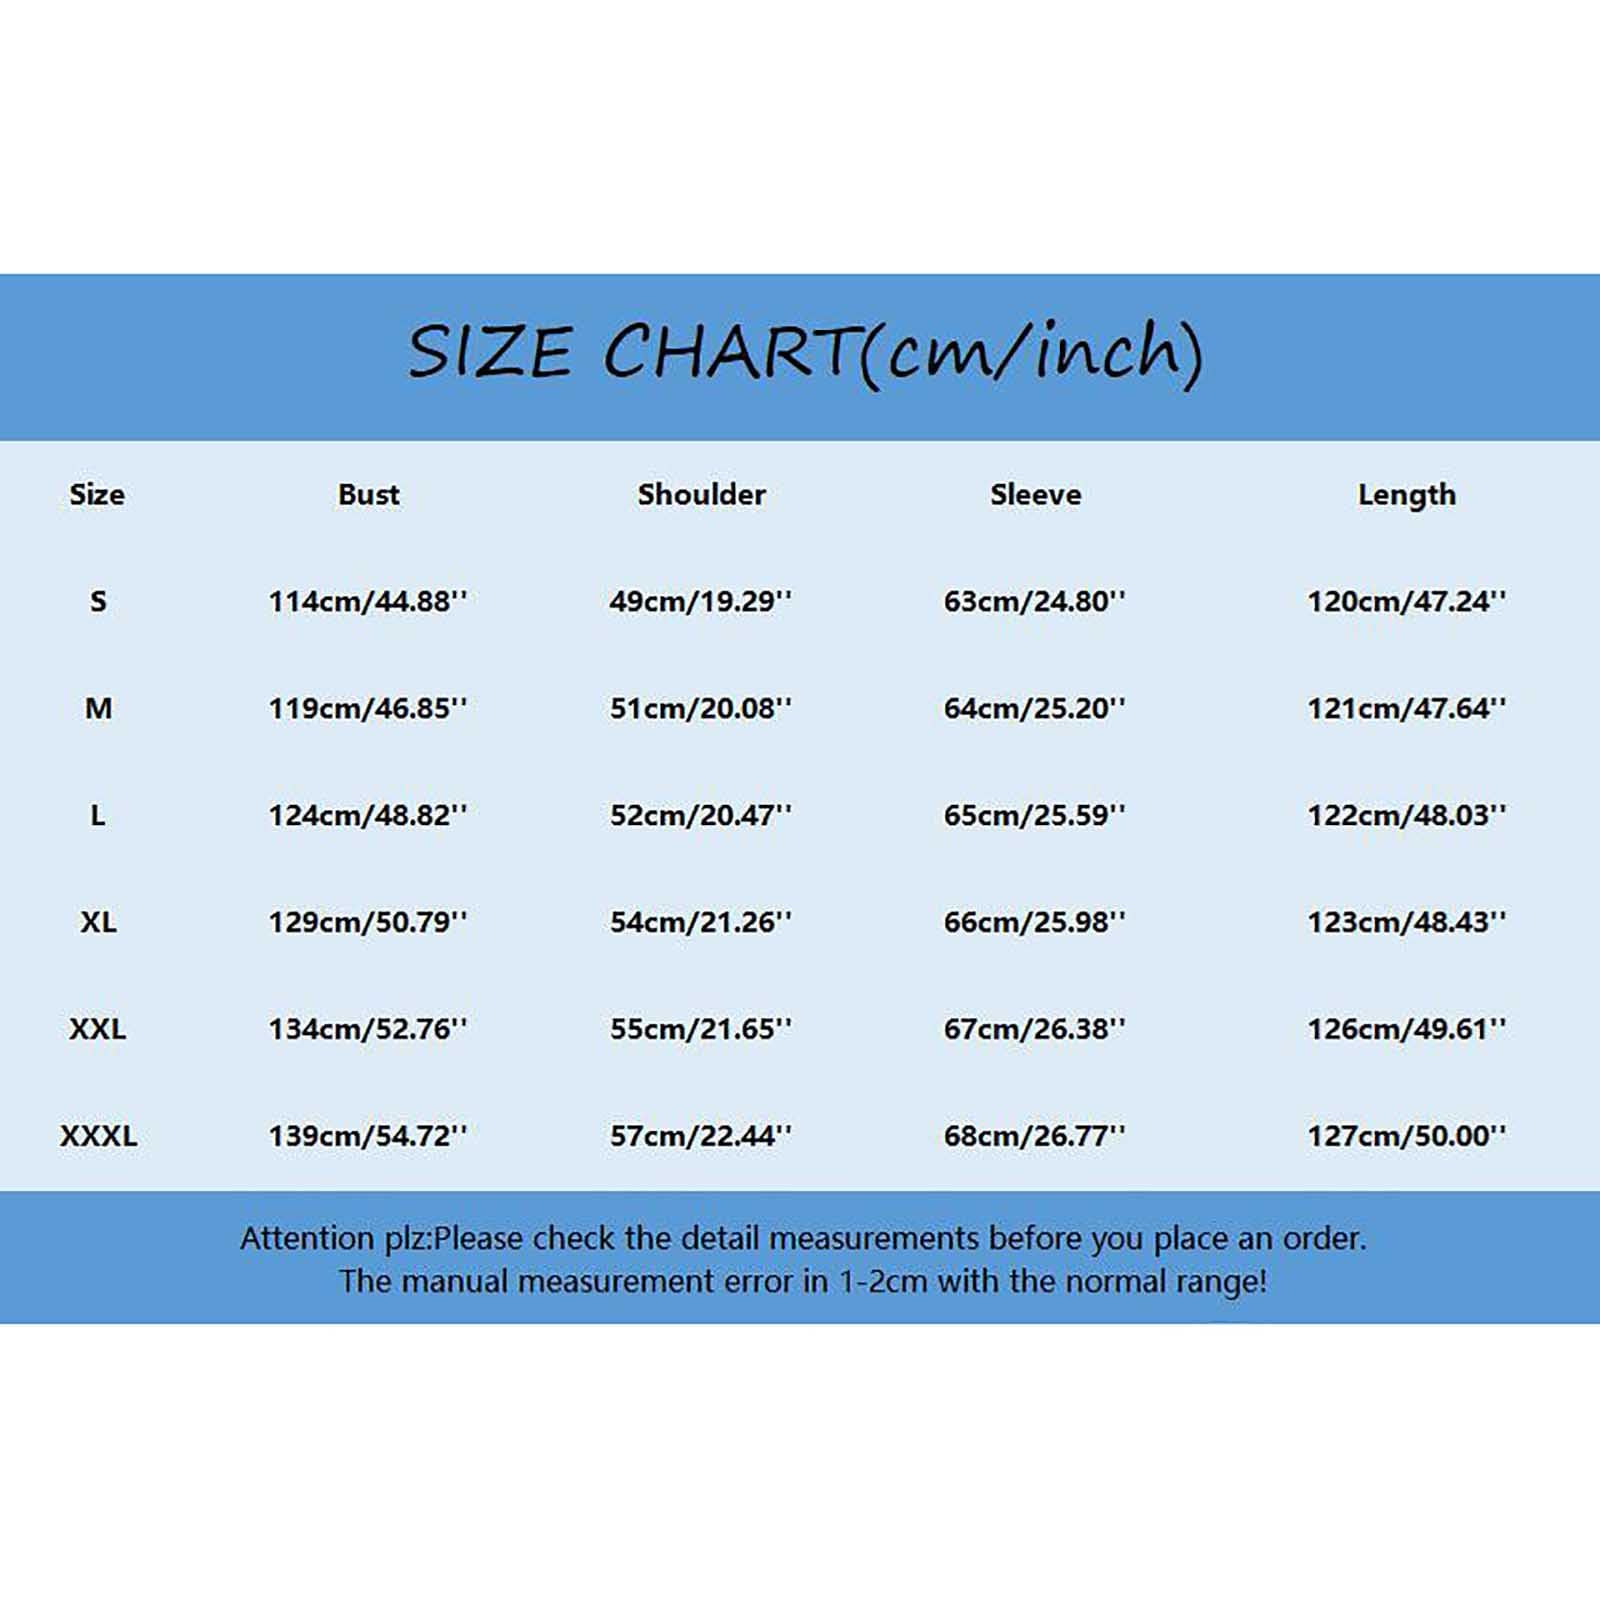 SIZE CHART(cm/inch)
Size Bust Shoulder Sleeve Length
S 114cm/44.88'' 49cm/19.29'' 63cm/24.80'' 120cm/47.24''
M 119cm/46.85'' 51cm/20.08'' 64cm/25.20'' 121cm/47.64''
L 124cm/48.82'' 52cm/20.47'' 65cm/25.59'' 122cm/48.03''
XL 129cm/50.79'' 54cm/21.26'' 66cm/25.98'' 123cm/48.43''
XXL 134cm/52.76'' 55cm/21.65'' 67cm/26.38'' 126cm/49.61''
XXXL 139cm/54.72'' 57cm/22.44'' 68cm/26.77'' 127cm/50.00''
Attention plz:Please check the detail measurements before you place an order.
The manual measurement error in 1-2cm with the normal range!